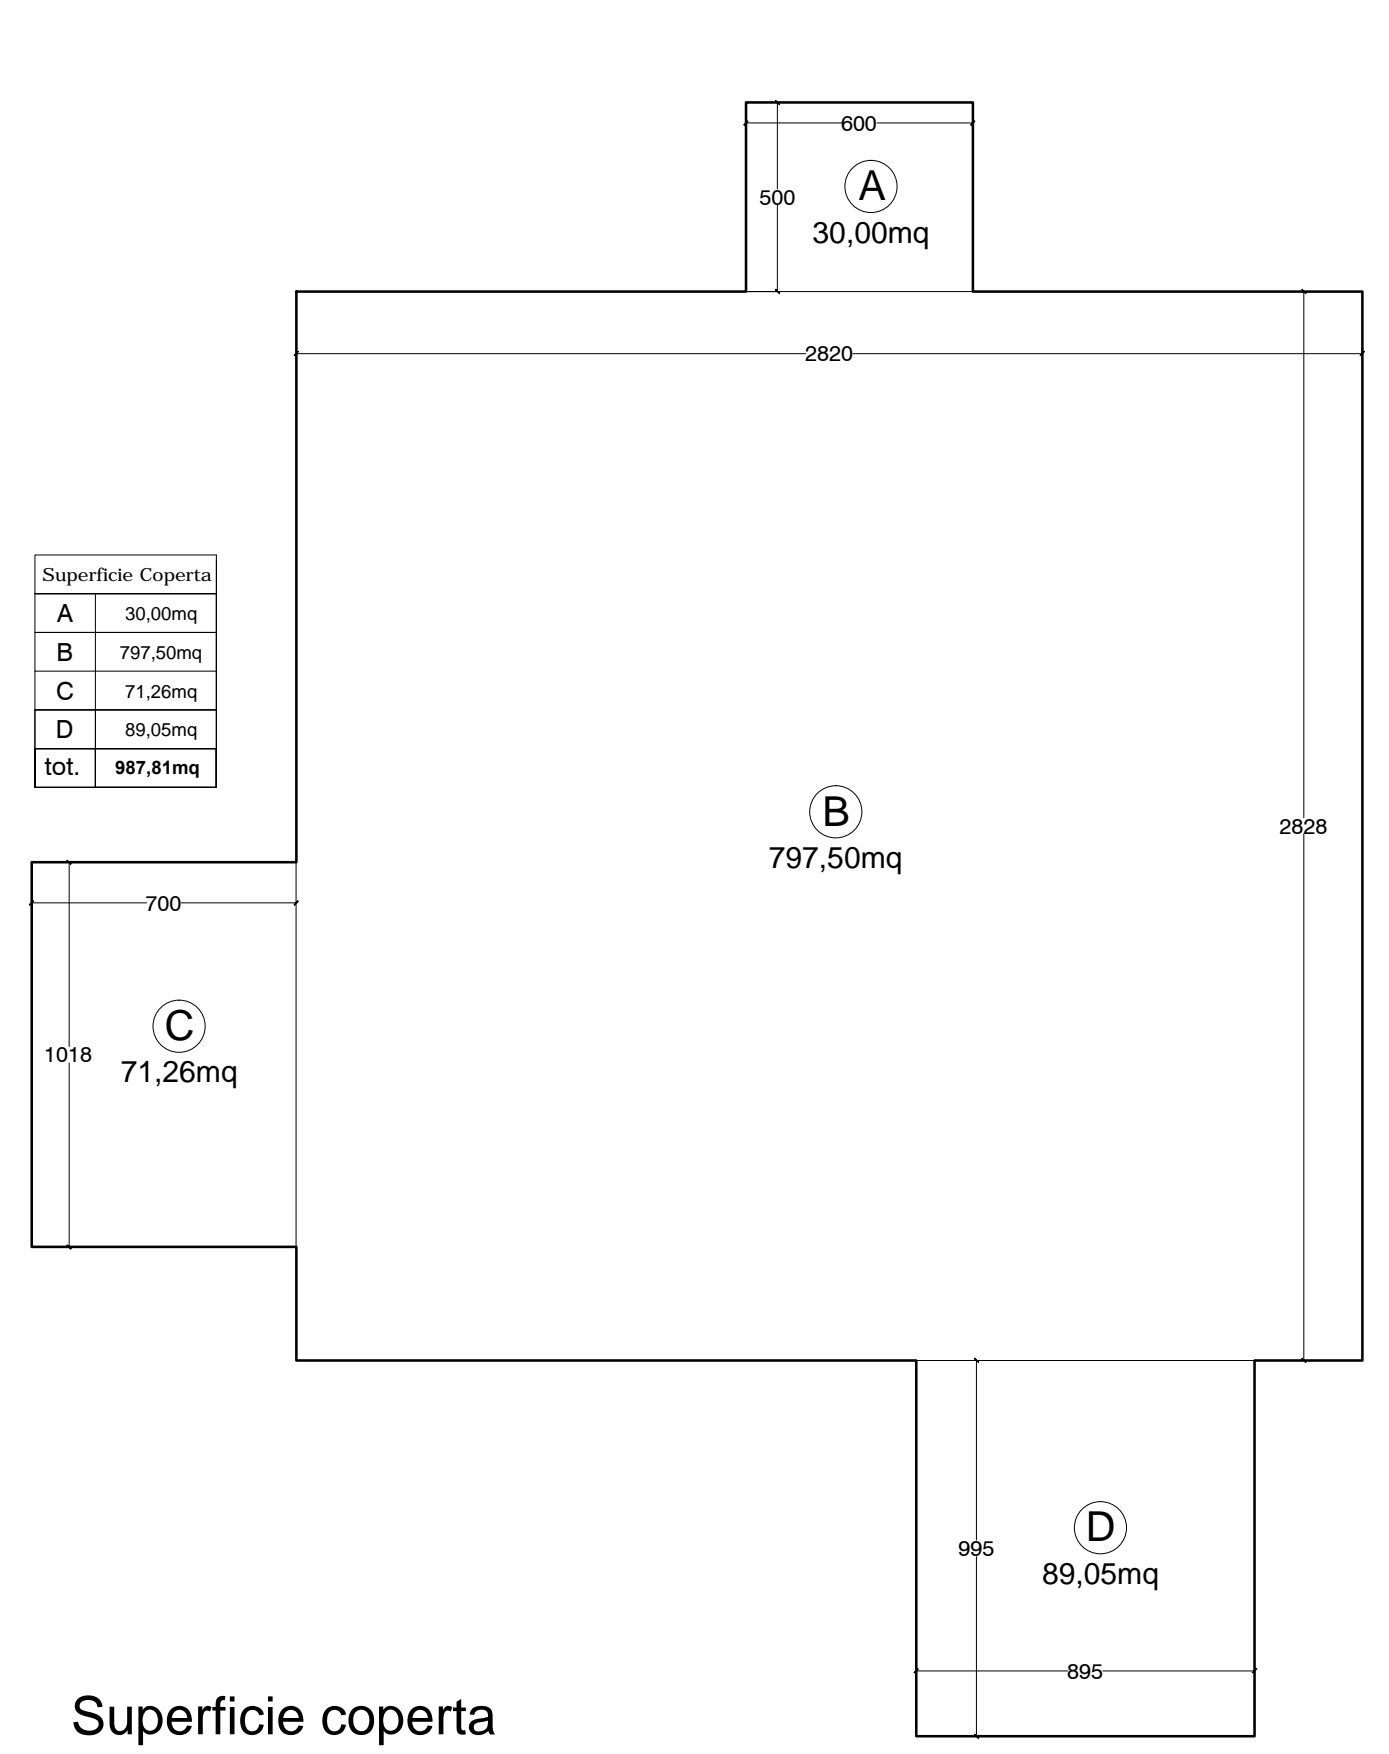 600
A
500
30,00mq
2820
Superficie Coperta
A 30,00mq
B 797,50mq
C 71,26mq
D 89,05mq
tot. 987,81mq
B
797,50mq
2828
700
C
1018
71,26mq
D
995
89,05mq
895
Superficie coperta